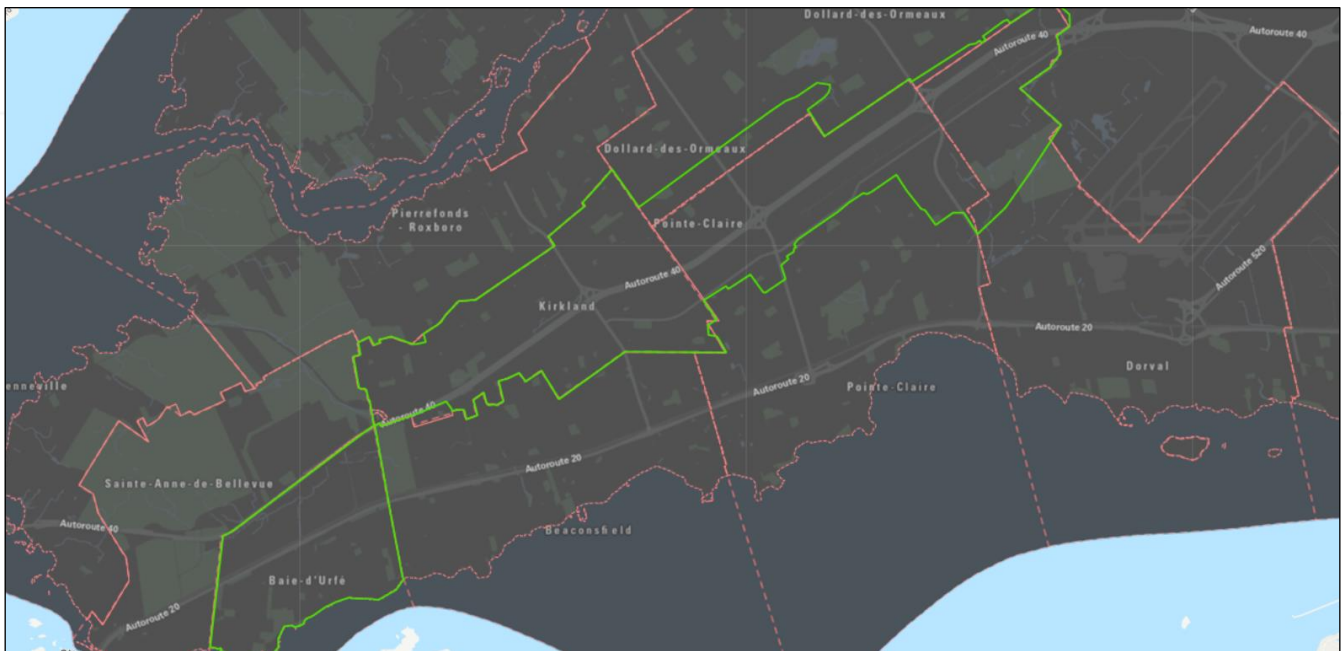 Dollard-des-Ormeaux
Autoroute 40
Autoroute 40
Dollard-des-Ormeaux
Pierrefonds
- Roxboro
Pointe-Claire
Autoroute 40
Autoroute 520
Kirkland
Autoroute 20
Dorval
enneville
Autoroute 20
Pointe-Claire
Autoroute 40
Autoroute 20
Sainte-Anne-de-Bellevue
Autoroute 40
Beaconsfield
Baie-d'Urfé
Autoroute 20